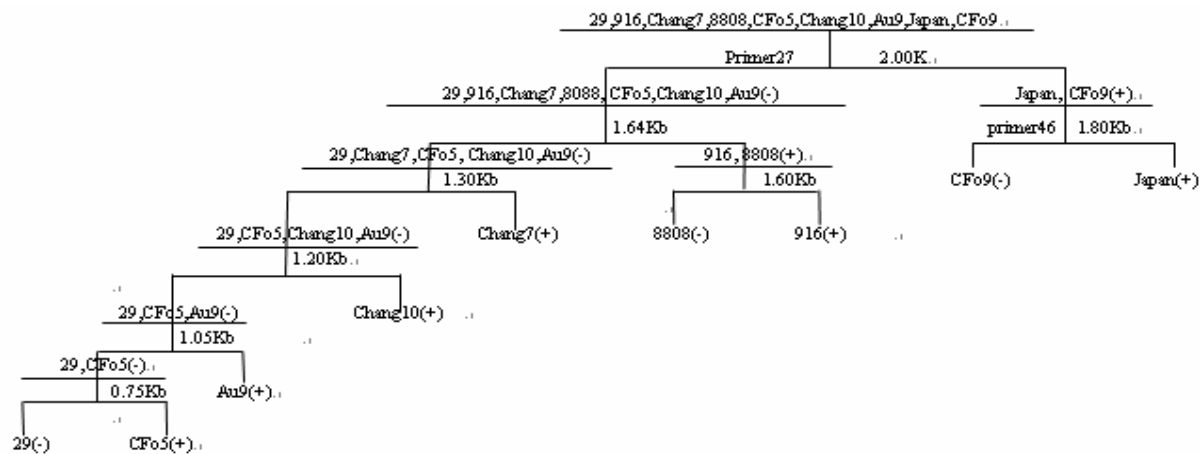 29,916,Chang7,8808,CFo5,Chang10,Au9,Japan,CFo9
Primer27 2.00K
29,916,Chang7,8088, CFo5,Chang10,Au9(-) Japan, CFo9(+)
1.64Kb primer46 1.80Kb
29,Chang7,CFo5, Chang10,Au9(-) 916,8808(+)
1.30Kb 1.60Kb CFo9(-) Japan(+)
29,CFo5,Chang10,Au9(-) Chang7(+) 8808(-) 916(+)
1.20Kb
29,CFo5,Au9(-) Chang10(+)
1.05Kb
29,CFo5(-)
0.75Kb Au9(+)
29(-) CFo5(+)